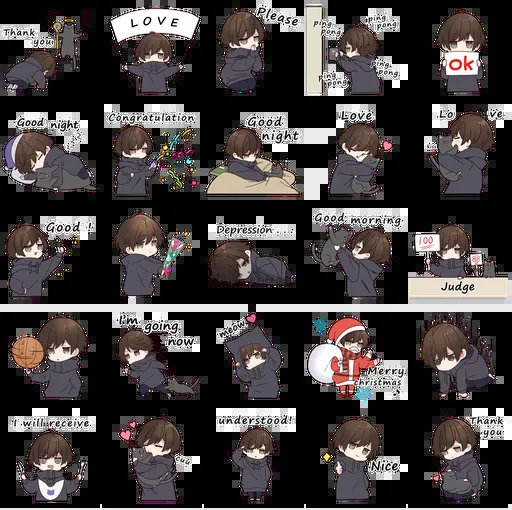 Thank
you
LOVE
Please
ping
pong
ping
pong
ping
pong
ping
pong
ok
Good
night
Congratulation
Good
night
Love
Lo
ve
Good !
Depression . . .
Good morning
100
Judge
I'm going
now
meow
Merry
christmas
I will receive
understood!
Nice
Thank
you